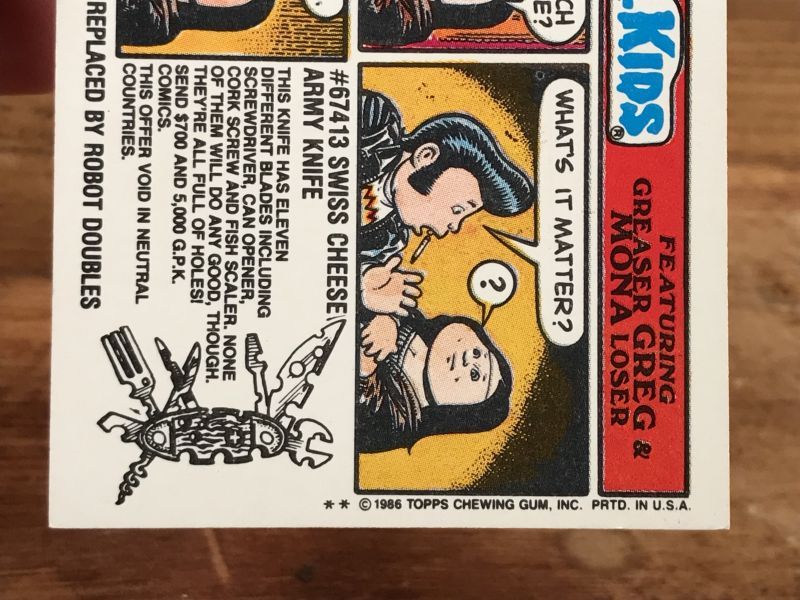 L KIDS®
FEATURING
GREASER GREG &
MONA LOSER
WHAT'S IT MATTER?
?
#67413 SWISS CHEESE
ARMY KNIFE
THIS KNIFE HAS ELEVEN
DIFFERENT BLADES INCLUDING
SCREWDRIVER, CAN OPENER,
CORK SCREW AND FISH SCALER. NONE
OF THEM WILL DO ANY GOOD, THOUGH.
THEY'RE ALL FULL OF HOLES!
SEND $700 AND 5,000 G.P.K.
COMICS.
THIS OFFER VOID IN NEUTRAL
COUNTRIES.
REPLACED BY ROBOT DOUBLES
** © 1986 TOPPS CHEWING GUM, INC. PRTD. IN U.S.A.